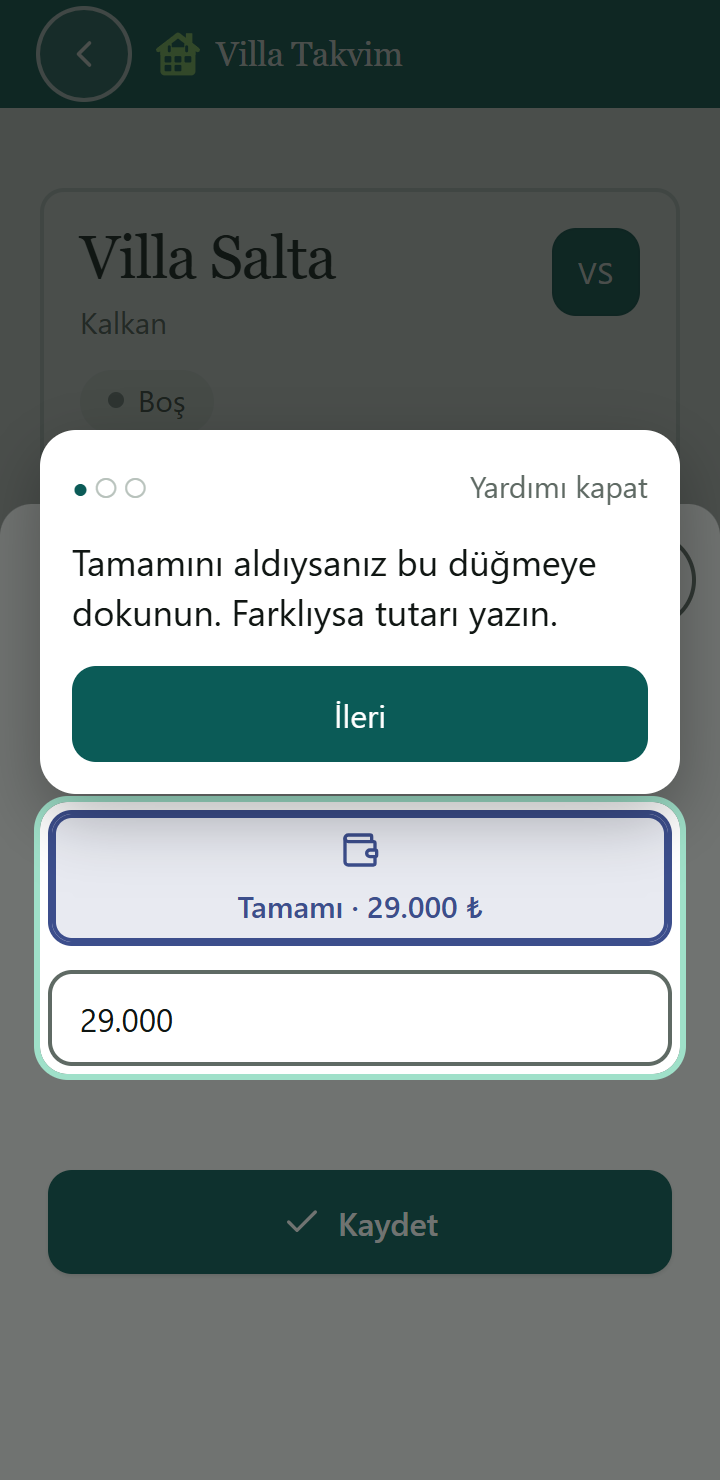 Villa Takvim
Villa Salta
VS
Kalkan
Boş
Yardımı kapat
Tamamını aldıysanız bu düğmeye
dokunun. Farklıysa tutarı yazın.
İleri
Tamamı · 29.000 ₺
29.000
Kaydet